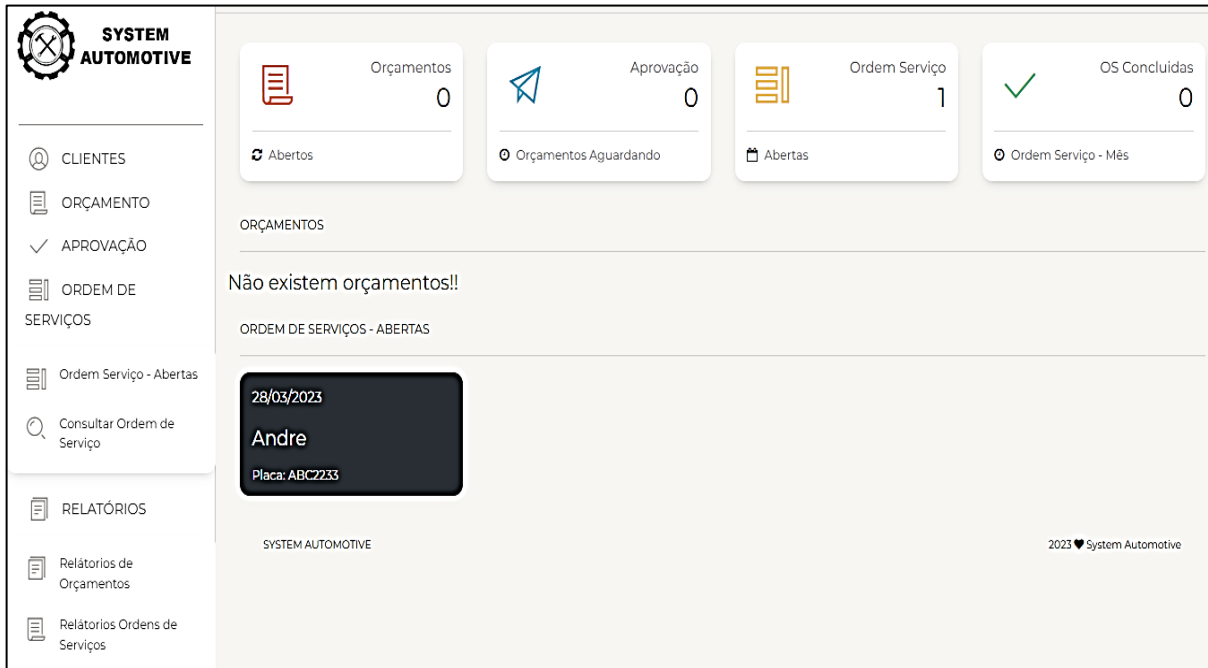 SYSTEM
AUTOMOTIVE
CLIENTES
ORÇAMENTO
APROVAÇÃO
ORDEM DE
SERVIÇOS
Ordem Serviço - Abertas
Consultar Ordem de
Serviço
RELATÓRIOS
Relátorios de
Orçamentos
Relátorios Ordens de
Serviços
Orçamentos
0
Abertos
Aprovação
0
Orçamentos Aguardando
Ordem Serviço
1
Abertas
OS Concluidas
0
Ordem Serviço - Mês
ORÇAMENTOS
Não existem orçamentos!!
ORDEM DE SERVIÇOS - ABERTAS
28/03/2023
Andre
Placa: ABC2233
SYSTEM AUTOMOTIVE
2023 ♥ System Automotive